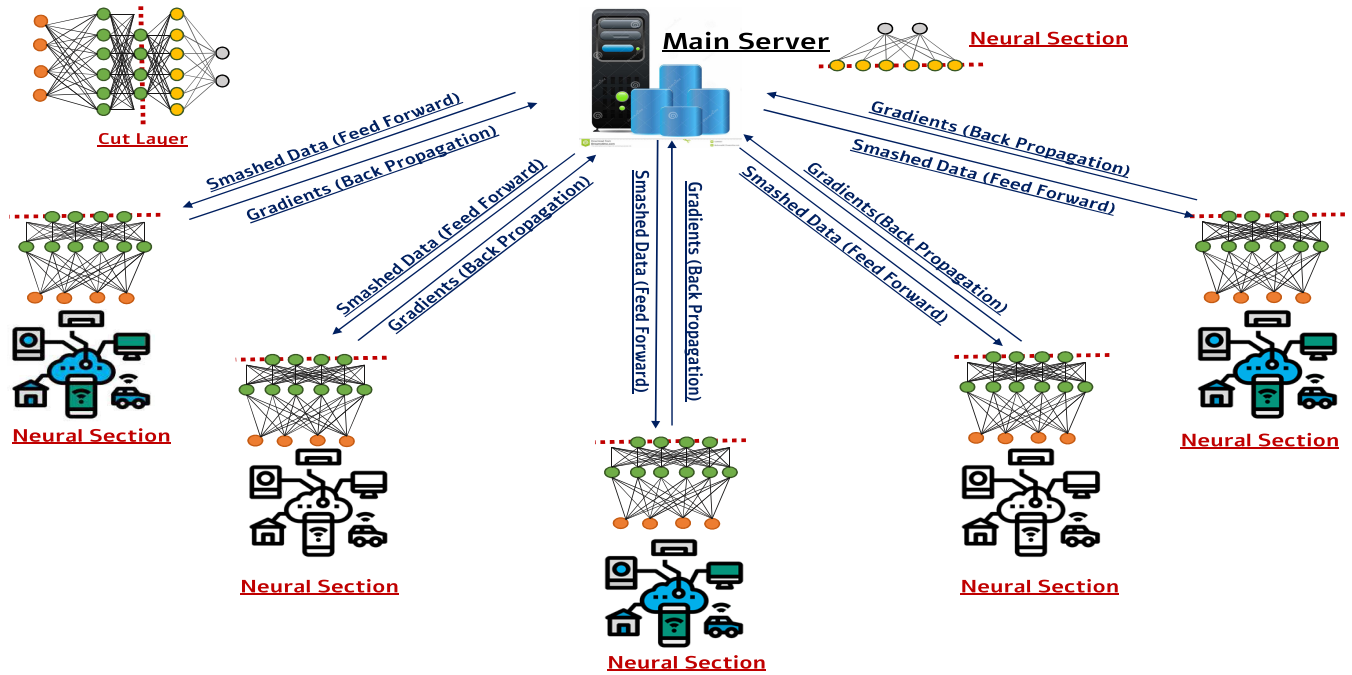 Main Server
Neural Section
Cut Layer
Smashed Data (Feed Forward)
Gradients (Back Propagation)
Smashed Data (Feed Forward)
Gradients (Back Propagation)
Smashed Data (Feed Forward)
Gradients (Back Propagation)
Gradients(Back Propagation)
Smashed Data (Feed Forward)
Gradients (Back Propagation)
Smashed Data (Feed Forward)
Neural Section
Neural Section
Neural Section
Neural Section
Neural Section